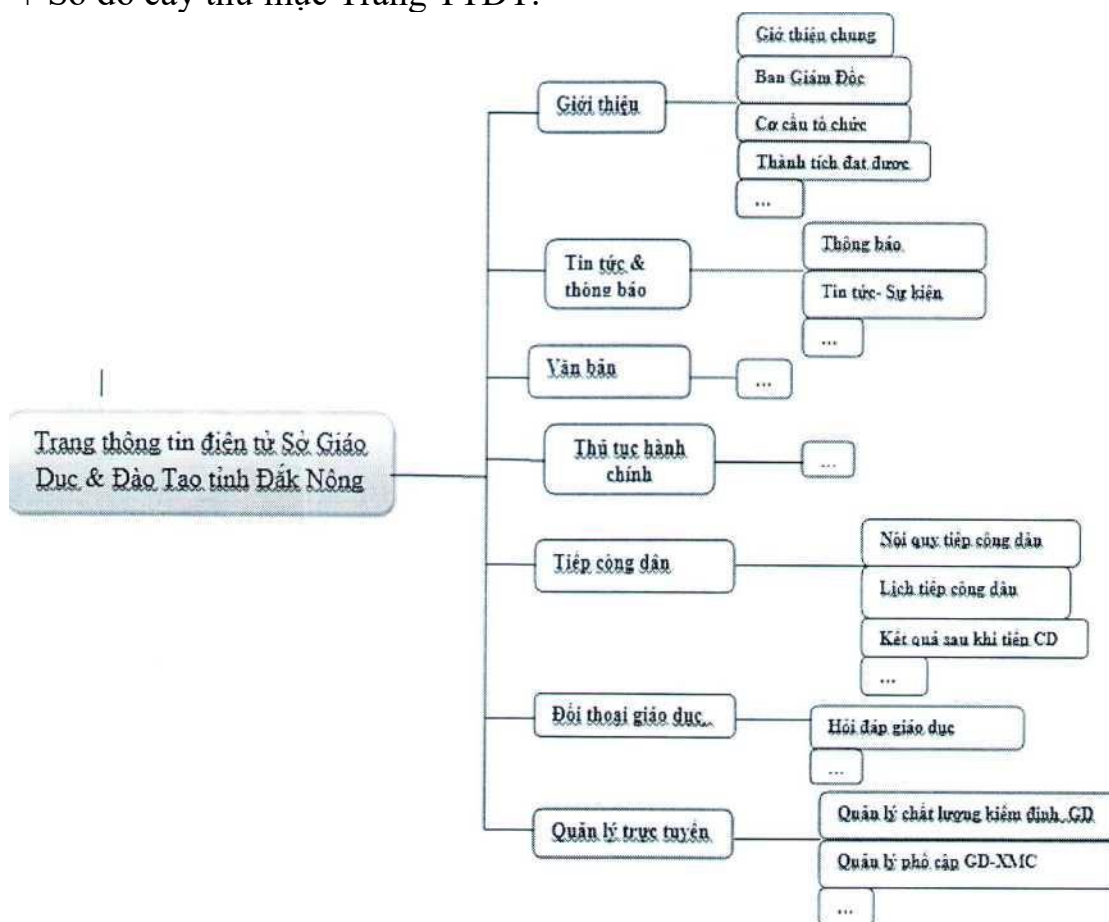 + Sơ đồ cây thư mục Trang TTĐT:
Giớ thiệu chung
Ban Giám Đốc
Giới thiệu
Cơ cấu tổ chức
Thành tích đạt được
...
Thông báo
Tin tức &
thông báo
Tin tức- Sự kiện
...
Văn bản
...
Trang thông tin điện tử Sở Giáo
Dục & Đào Tạo tỉnh Đắk Nông
Thủ tục hành
chính
...
Nội quy tiếp công dân
Tiếp công dân
Lịch tiếp công dân
Kết quả sau khi tiếp CD
...
Đối thoại giáo dục
Hỏi đáp giáo dục
...
Quản lý trực tuyến
Quản lý chất lượng kiểm định GD
Quản lý phổ cập GD-XMC
...